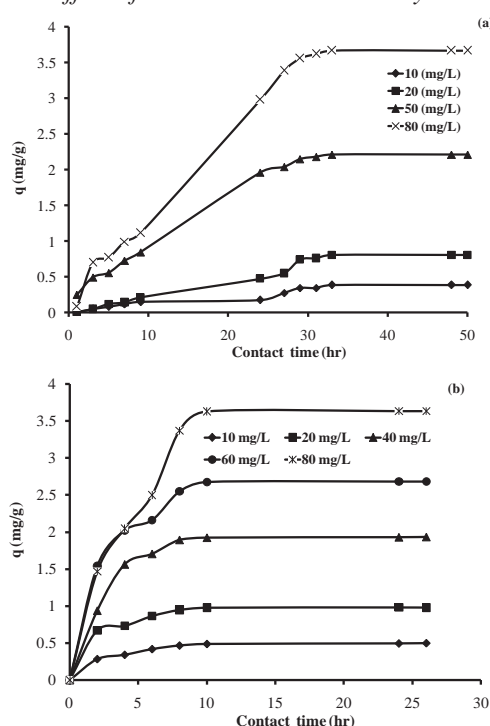 (a
4
3.5
3
2.5
2
1.5
1
0.5
0
q (mg/g)
10 (mg/L)
20 (mg/L)
50 (mg/L)
80 (mg/L)
0 10 20 30 40 50
Contact time (hr)
(b)
4
3.5
3
2.5
2
1.5
1
0.5
0
q (mg/g)
10 mg/L 20 mg/L 40 mg/L
60 mg/L 80 mg/L
0 5 10 15 20 25 30
Contact time (hr)